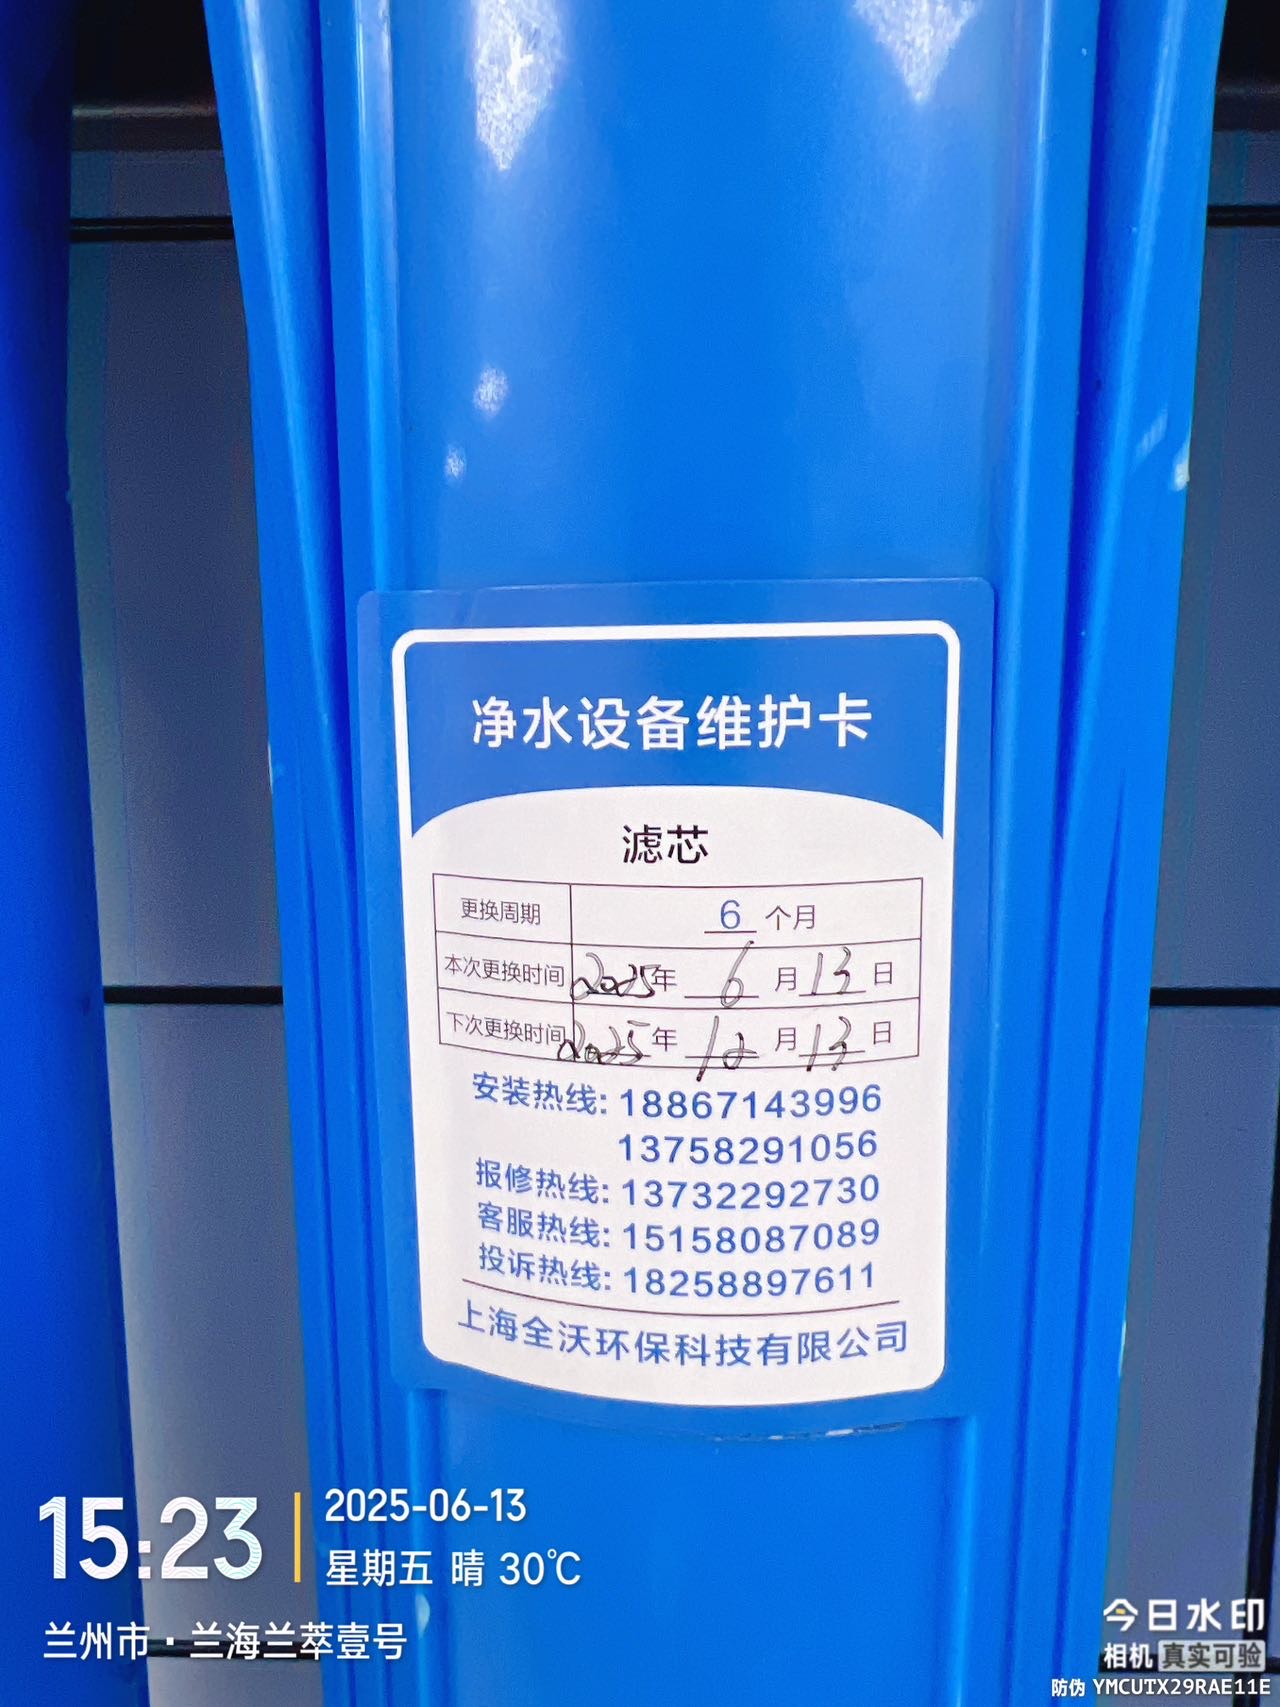 净水设备维护卡
滤芯
更换周期 6 个月
本次更换时间 2025年 6 月 13 日
下次更换时间 2025年 12 月 13 日
安装热线: 18867143996
13758291056
报修热线: 13732292730
客服热线: 15158087089
投诉热线: 18258897611
上海全沃环保科技有限公司
15:23
2025-06-13
星期五 晴 30℃
兰州市·兰海兰萃壹号
今日水印
相机 真实可验
防伪 YMCUTX29RAE11E